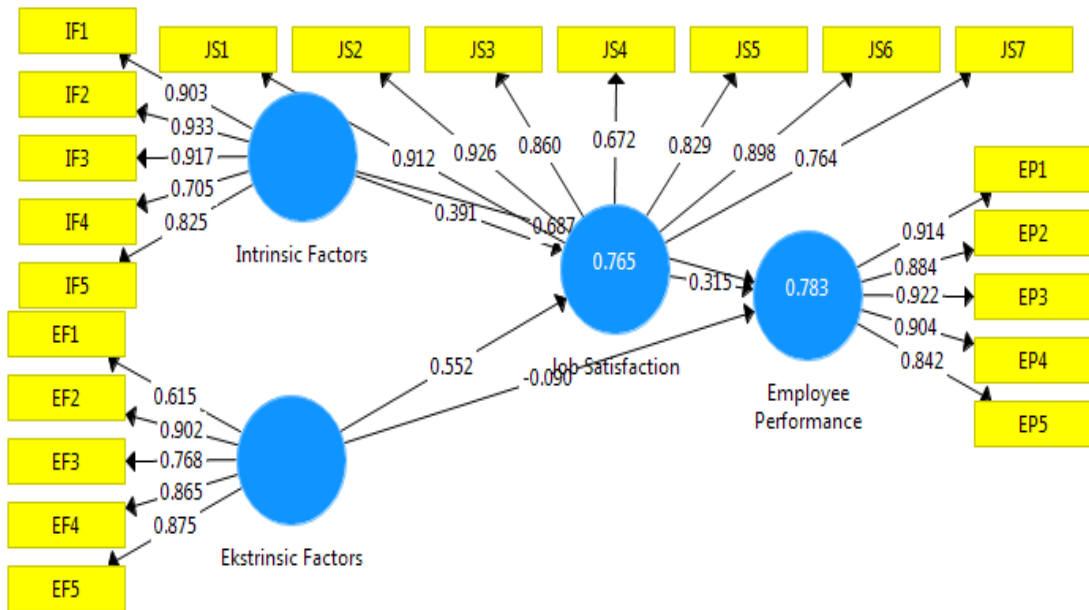 IF1
JS1
JS2
JS3
JS4
JS5
JS6
JS7
IF2
IF3
IF4
IF5
0.903
0.933
0.917
0.705
0.825
Intrinsic Factors
0.912
0.926
0.860
0.672
0.829
0.898
0.764
0.391
0.687
0.765
Job Satisfaction
0.315
0.783
Employee
Performance
0.914
0.884
0.922
0.904
0.842
EP1
EP2
EP3
EP4
EP5
EF1
EF2
EF3
EF4
EF5
0.615
0.902
0.768
0.865
0.875
Ekstrinsic Factors
0.552
-0.090